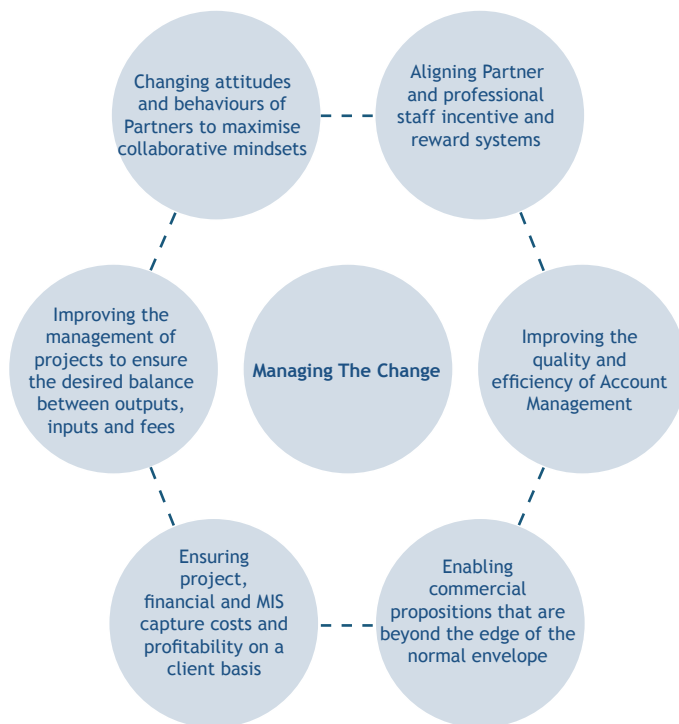 Changing attitudes
and behaviours of
Partners to maximise
collaborative mindsets
Aligning Partner
and professional
staff incentive and
reward systems
Improving the
management of
projects to ensure
the desired balance
between outputs,
inputs and fees
Managing The Change
Improving the
quality and
efficiency of Account
Management
Ensuring
project,
financial and MIS
capture costs and
profitability on a
client basis
Enabling
commercial
propositions that are
beyond the edge of the
normal envelope